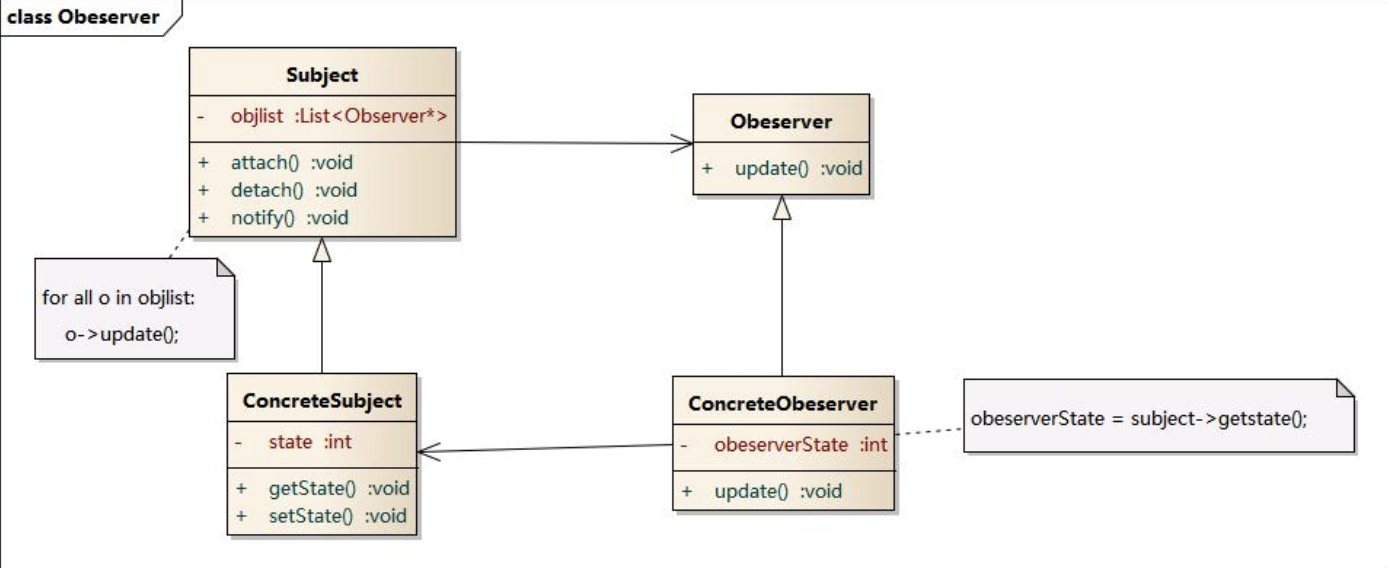 class Obeserver
Subject
- objlist :List<Observer*>
+ attach() :void
+ detach() :void
+ notify() :void
Obeserver
+ update() :void
for all o in objlist:
o->update();
ConcreteSubject
- state :int
+ getState() :void
+ setState() :void
ConcreteObeserver
- obeserverState :int
+ update() :void
obeserverState = subject->getstate();